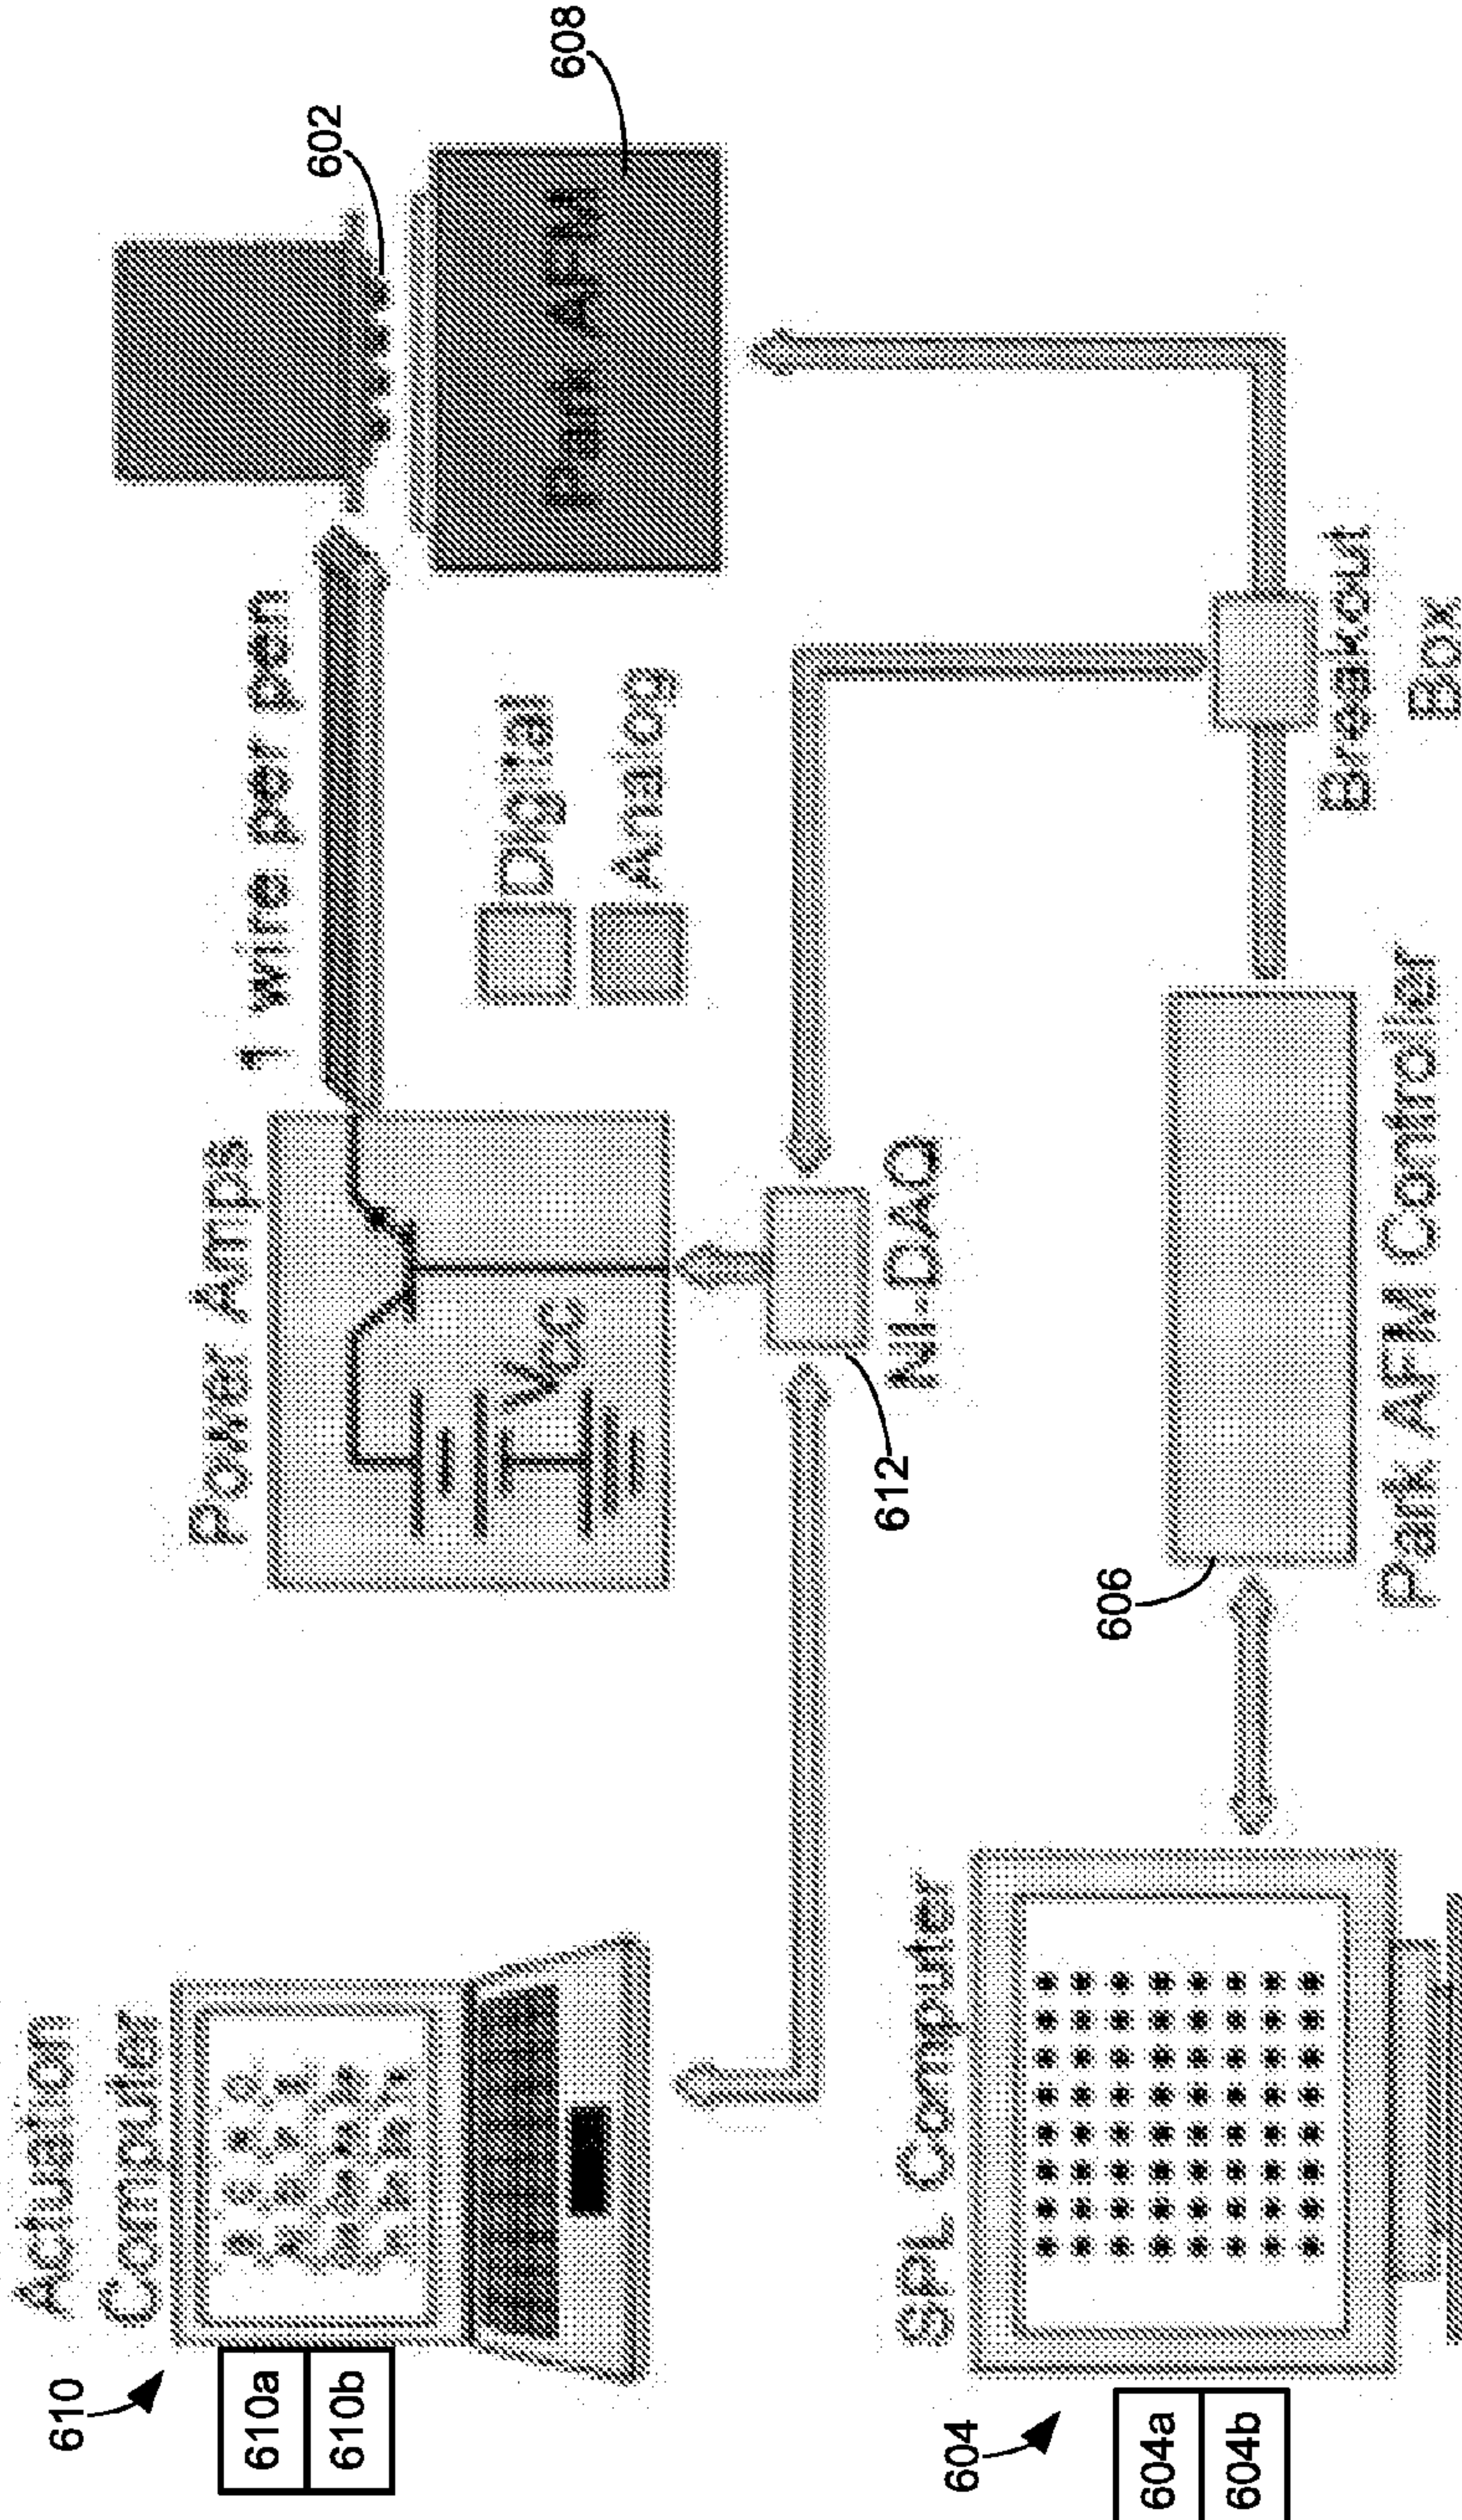 610
Actuation
Computer
610a
610b
Power Amps
Vcc
1 wire per pen
602
Park AFM
608
Digital
Analog
612
NI-DAQ
604
SPL Computer
604a
604b
606
Park AFM Controller
Breakout
Box